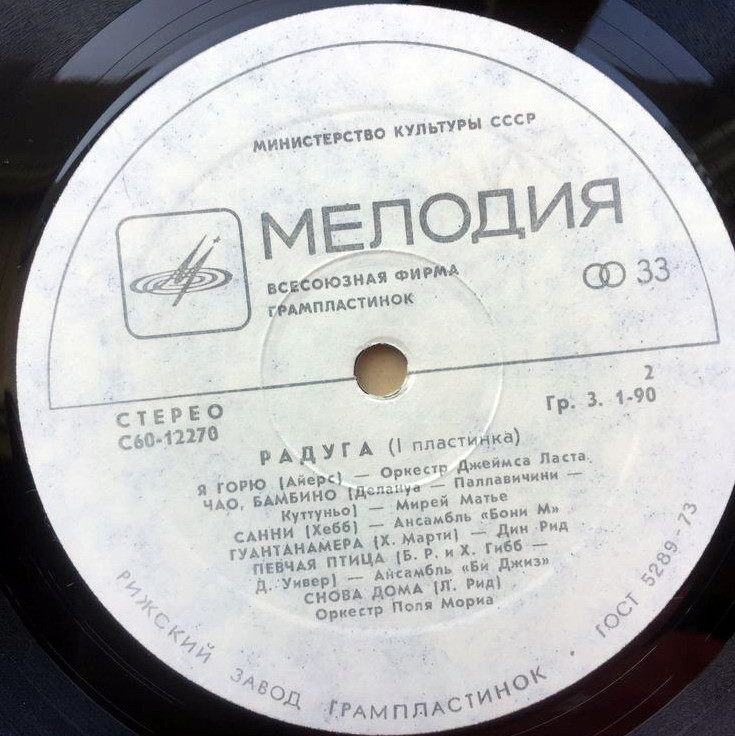 МИНИСТЕРСТВО КУЛЬТУРЫ СССР
МЕЛОДИЯ
ВСЕСОЮЗНАЯ ФИРМА
ГРАМПЛАСТИНОК
33
СТЕРЕО
С60-12270
2
Гр. 3. 1-90
РАДУГА (I пластинка)
Я ГОРЮ (Айерс) — Оркестр Джеймса Ласта
ЧАО, БАМБИНО (Делануа — Паллавичини —
Куттуньо) — Мирей Матье
САННИ (Хебб) — Ансамбль «Бони М»
ГУАНТАНАМЕРА (Х. Марти) — Дин Рид
ПЕВЧАЯ ПТИЦА (Б. Р. и Х. Гибб —
Д. Уивер) — Ансамбль «Би Джиз»
СНОВА ДОМА (Л. Рид)
Оркестр Поля Мориа
РИЖСКИЙ ЗАВОД ГРАМПЛАСТИНОК · ГОСТ 5289-73